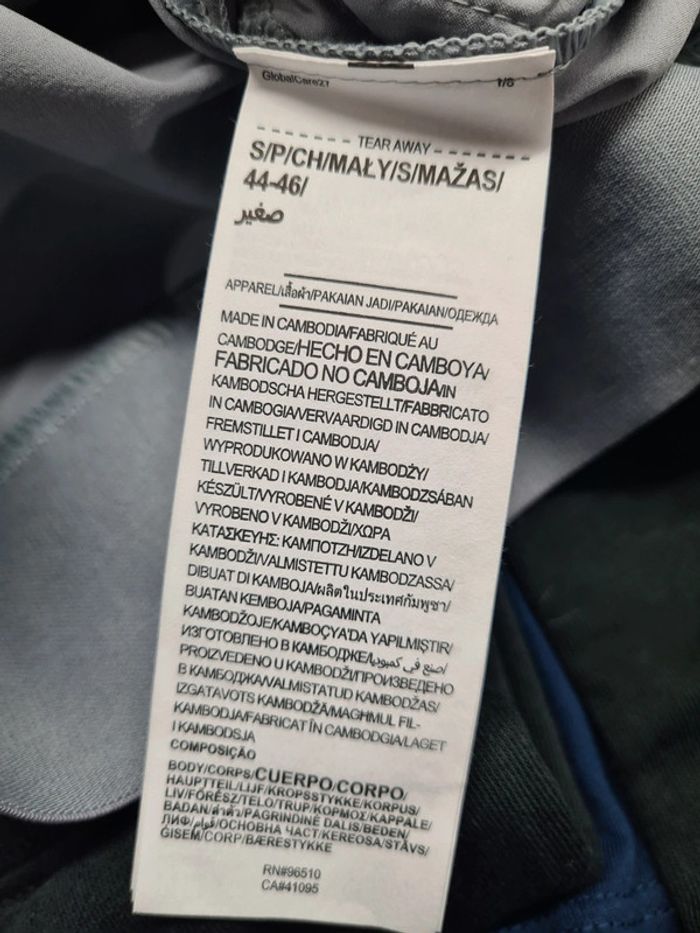 GlobalCare27 1/6
TEAR AWAY
S/P/CH/MAŁY/S/MAŽAS/
44-46/
صغير
APPAREL/เสื้อผ้า/PAKAIAN JADI/PAKAIAN/ОДЕЖДА
MADE IN CAMBODIA/FABRIQUÉ AU
CAMBODGE/HECHO EN CAMBOYA/
FABRICADO NO CAMBOJA/IN
KAMBODSCHA HERGESTELLT/FABBRICATO
IN CAMBOGIA/VERVAARDIGD IN CAMBODJA/
FREMSTILLET I CAMBODJA/
WYPRODUKOWANO W KAMBODŻY/
TILLVERKAD I KAMBODJA/KAMBODZSÁBAN
KÉSZÜLT/VYROBENÉ V KAMBODŽI/
VYROBENO V KAMBODŽI/ΧΩΡΑ
ΚΑΤΑΣΚΕΥΗΣ: ΚΑΜΠΟΤΖΗ/IZDELANO V
KAMBODŽI/VALMISTETTU KAMBODZASSA/
DIBUAT DI KAMBOJA/ผลิตในประเทศกัมพูชา/
BUATAN KEMBOJA/PAGAMINTA
KAMBODŽOJE/KAMBOÇYA'DA YAPILMIŞTIR/
ИЗГОТОВЛЕНО В КАМБОДЖЕ/صنع في كمبوديا/
PROIZVEDENO U KAMBODŽI/ПРОИЗВЕДЕНО
В КАМБОДЖА/VALMISTATUD KAMBODŽAS/
IZGATAVOTS KAMBODŽĀ/MAGHMUL FIL-
KAMBODJA/FABRICAT ÎN CAMBODGIA/LAGET
I KAMBODSJA
COMPOSIÇÃO
BODY/CORPS/CUERPO/CORPO/
HAUPTTEIL/LIJF/KROPSSTYKKE/KORPUS/
LIV/FŐRÉSZ/TELO/TRUP/ΚΟΡΜΟΣ/KAPPALE/
BADAN/ลำตัว/PAGRINDINĖ DALIS/BEDEN/
ЛИФ/قوام/ОСНОВНА ЧАСТ/KEREOSA/STĀVS/
ĠISEM/CORP/BÆRESTYKKE
RN#96510
CA#41095